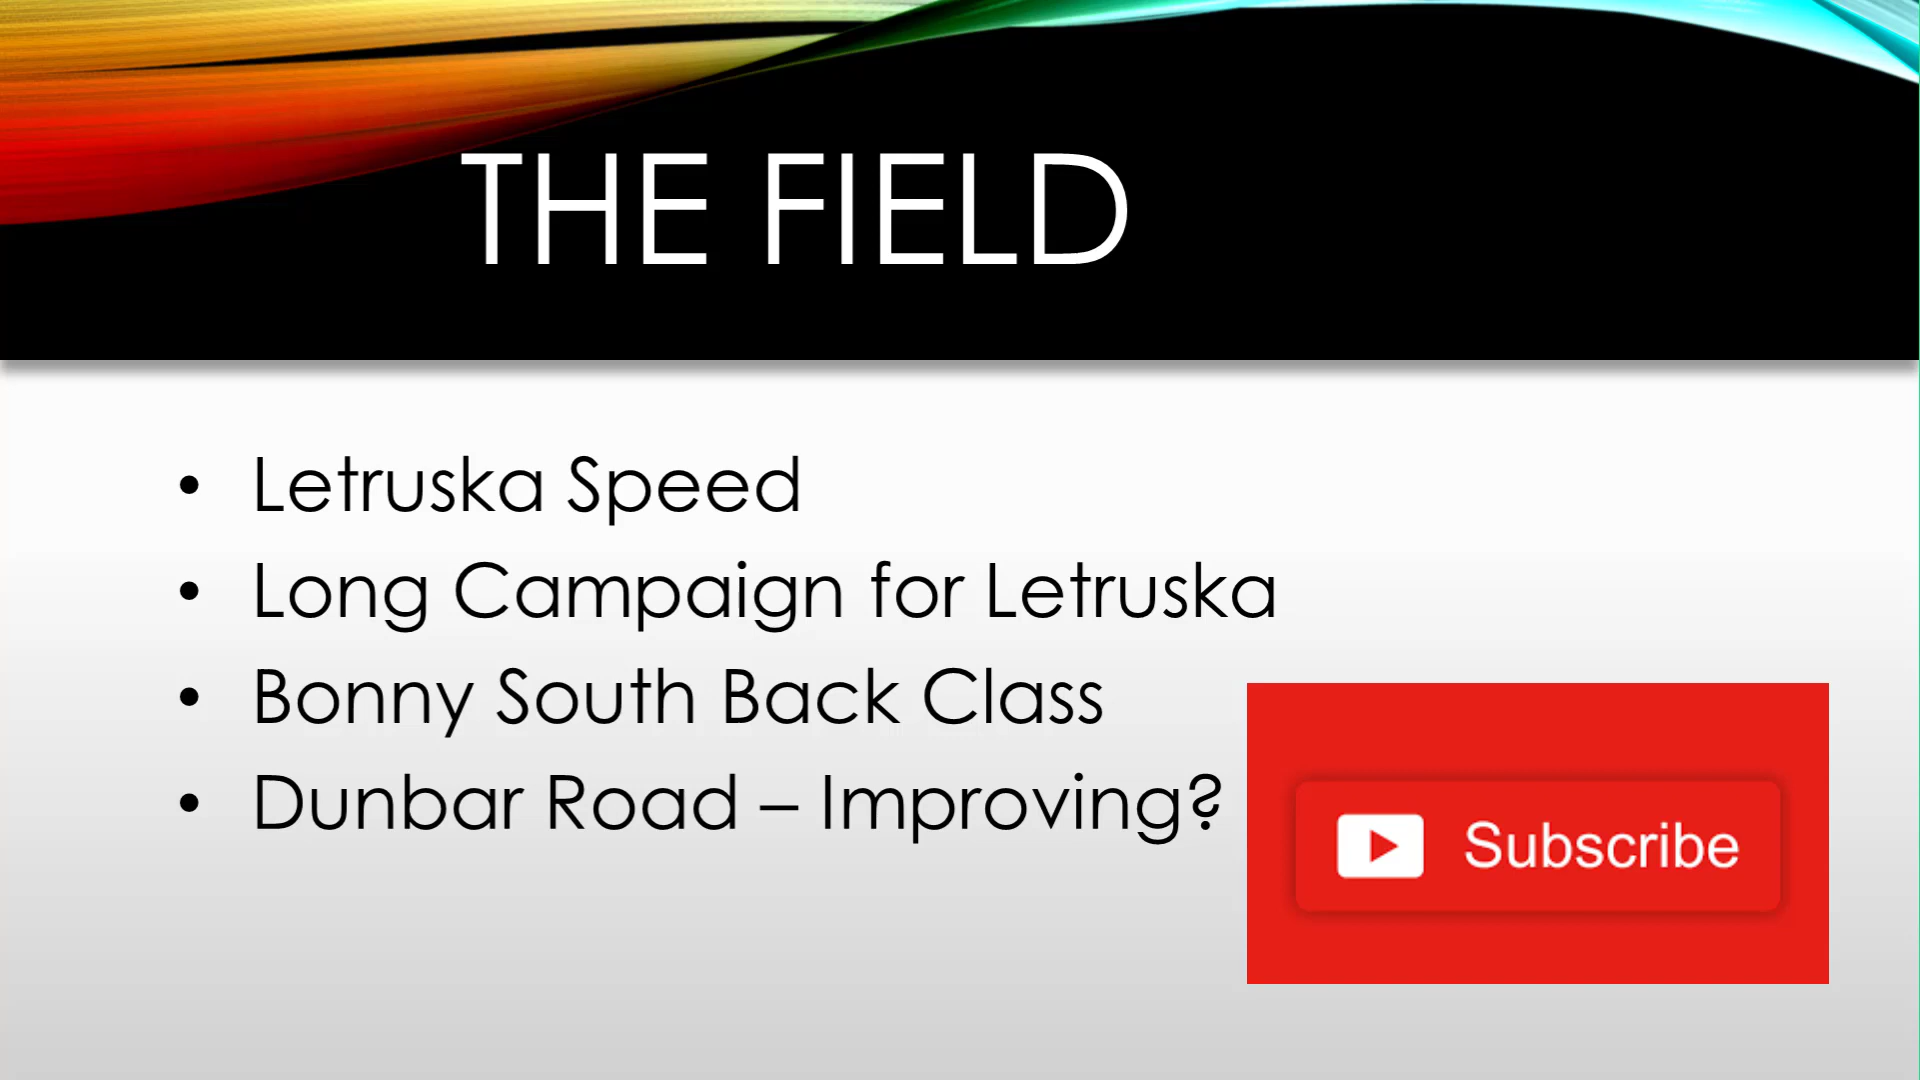 THE FIELD
• Letruska Speed
• Long Campaign for Letruska
• Bonny South Back Class
• Dunbar Road – Improving?
Subscribe